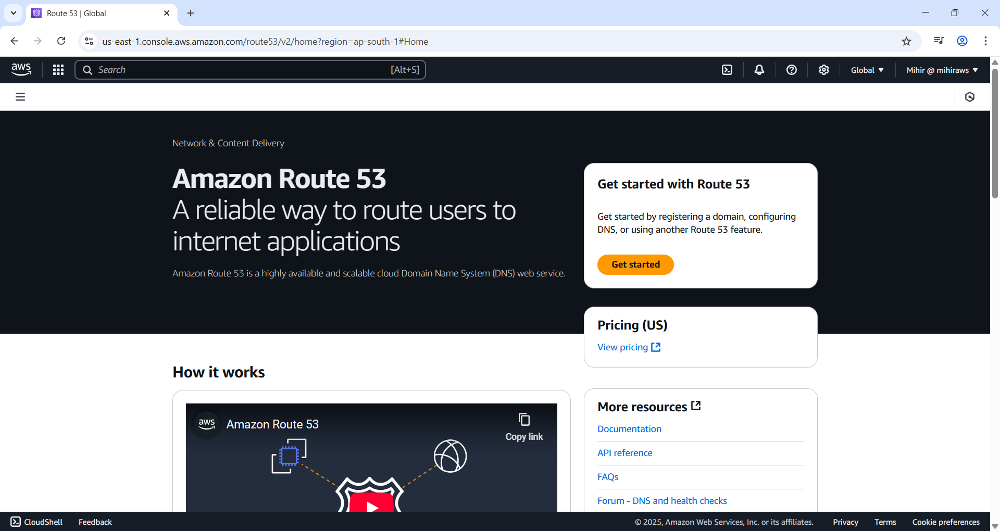 Route 53 | Global
us-east-1.console.aws.amazon.com/route53/v2/home?region=ap-south-1#Home
aws
Search
[Alt+S]
Global
Mihir @ mihiraws
Network & Content Delivery
Amazon Route 53
A reliable way to route users to
internet applications
Amazon Route 53 is a highly available and scalable cloud Domain Name System (DNS) web service.
Get started with Route 53
Get started by registering a domain, configuring
DNS, or using another Route 53 feature.
Get started
Pricing (US)
View pricing
How it works
aws
Amazon Route 53
Copy link
More resources
Documentation
API reference
FAQs
Forum - DNS and health checks
CloudShell
Feedback
© 2025, Amazon Web Services, Inc. or its affiliates.
Privacy
Terms
Cookie preferences